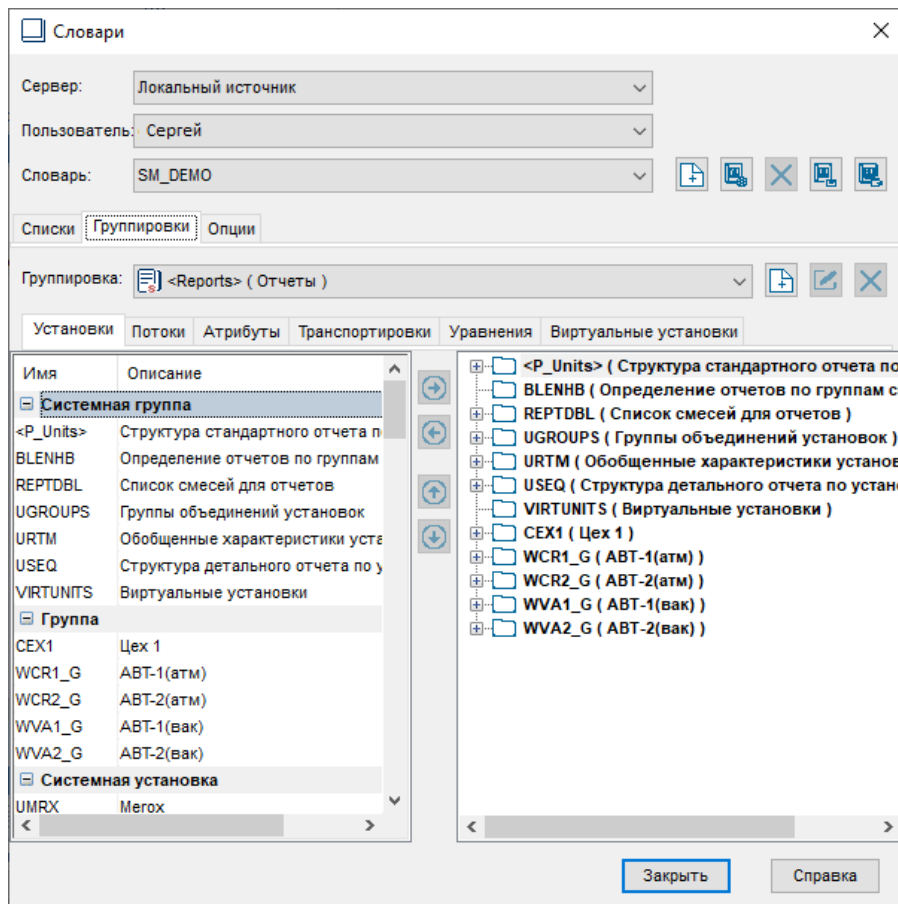 Словари
Сервер: Локальный источник
Пользователь: Сергей
Словарь: SM_DEMO
Списки Группировки Опции
Группировка: <Reports> ( Отчеты )
Установки Потоки Атрибуты Транспортировки Уравнения Виртуальные установки
Имя Описание
Системная группа
<P_Units> Структура стандартного отчета п
BLENHB Определение отчетов по группам
REPTDBL Список смесей для отчетов
UGROUPS Группы объединений установок
URTM Обобщенные характеристики уста
USEQ Структура детального отчета по у
VIRTUNITS Виртуальные установки
Группа
CEX1 Цех 1
WCR1_G АВТ-1(атм)
WCR2_G АВТ-2(атм)
WVA1_G АВТ-1(вак)
WVA2_G АВТ-2(вак)
Системная установка
UMRX Merox
<P_Units> ( Структура стандартного отчета по
BLENHB ( Определение отчетов по группам с
REPTDBL ( Список смесей для отчетов )
UGROUPS ( Группы объединений установок )
URTM ( Обобщенные характеристики установ
USEQ ( Структура детального отчета по устано
VIRTUNITS ( Виртуальные установки )
CEX1 ( Цех 1 )
WCR1_G ( АВТ-1(атм) )
WCR2_G ( АВТ-2(атм) )
WVA1_G ( АВТ-1(вак) )
WVA2_G ( АВТ-2(вак) )
Закрыть Справка